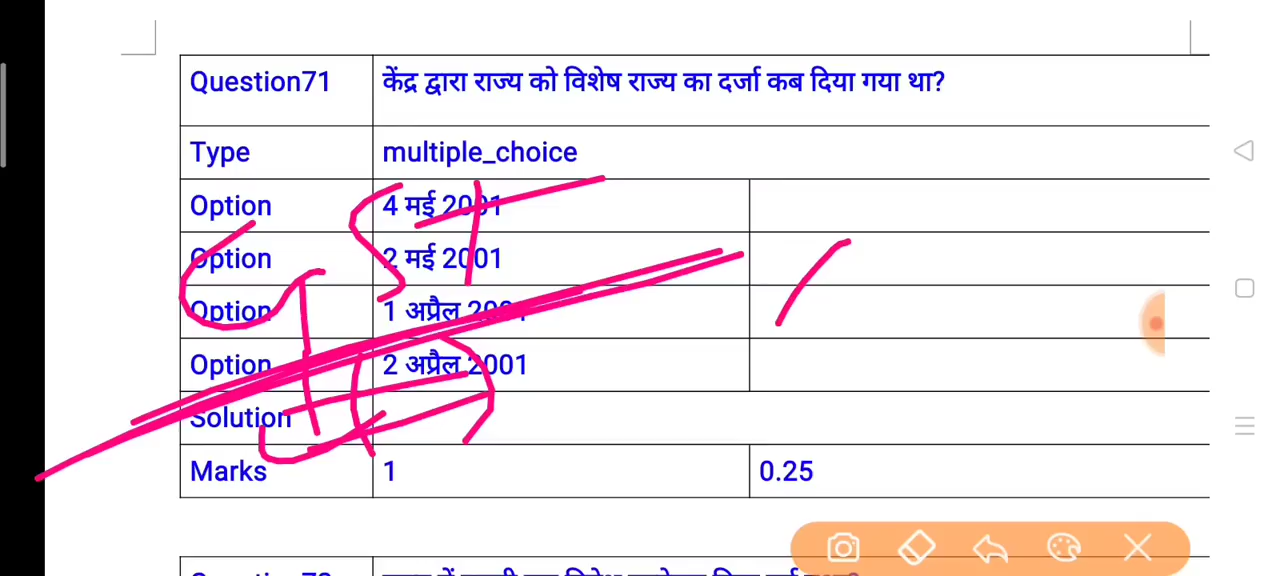 Question71 केंद्र द्वारा राज्य को विशेष राज्य का दर्जा कब दिया गया था?
Type multiple_choice
Option 4 मई 2001
Option 2 मई 2001
Option 1 अप्रैल 2001
Option 2 अप्रैल 2001
Solution
Marks 1 0.25